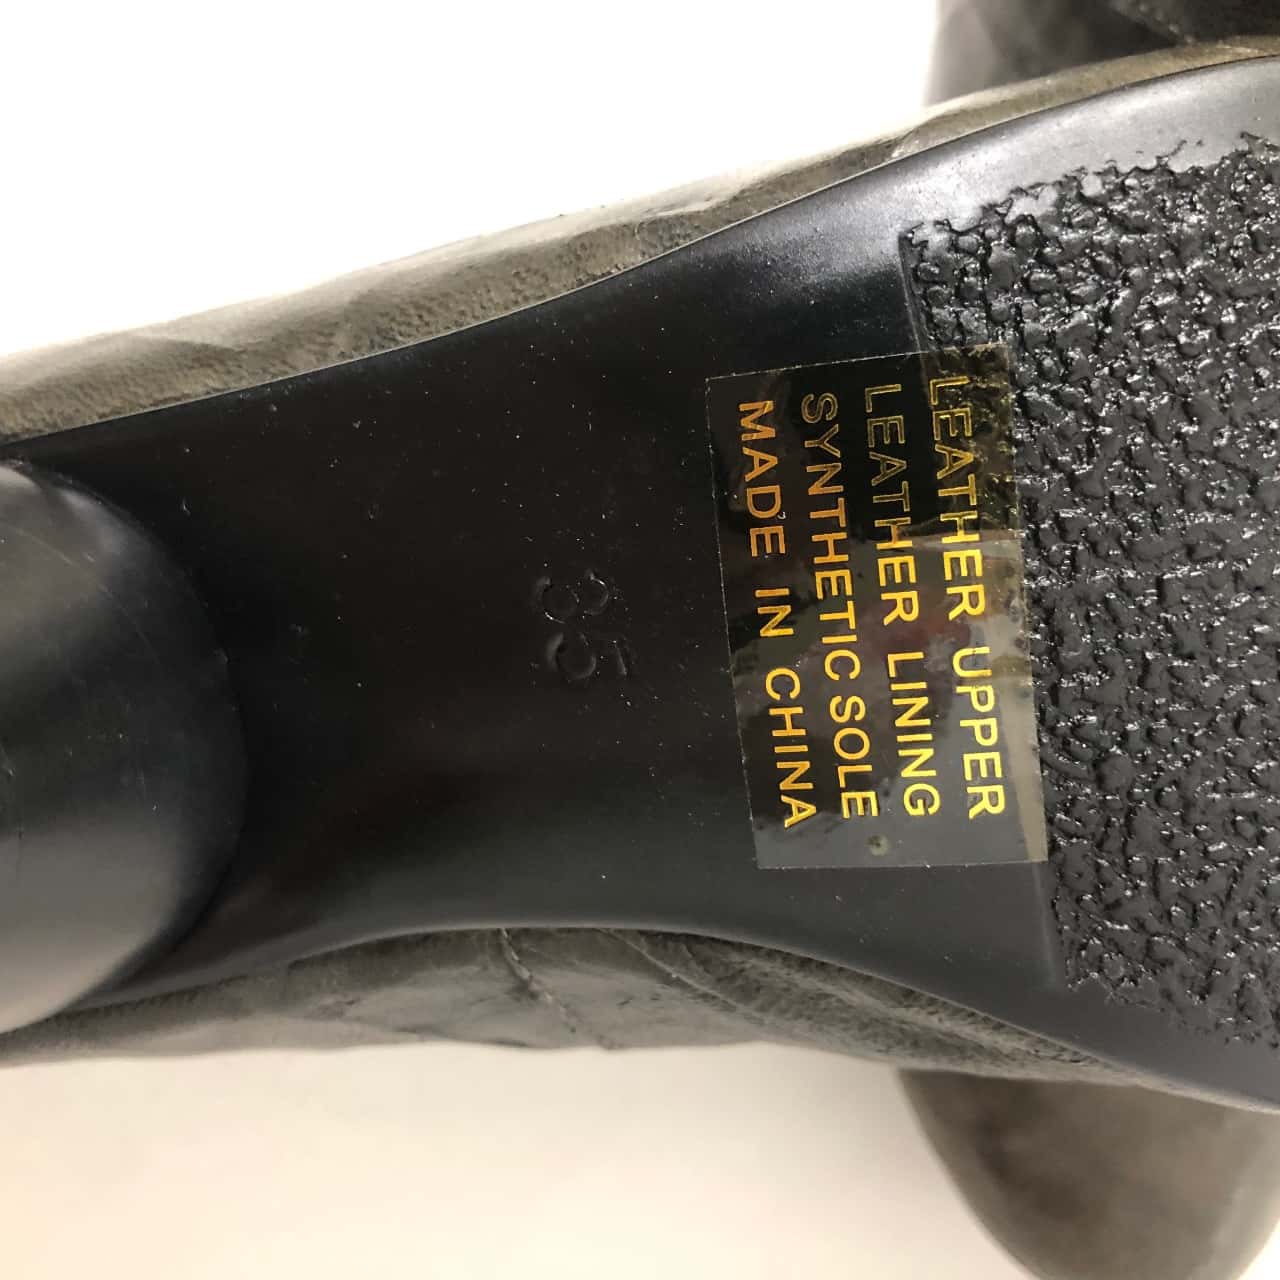 LEATHER UPPER
LEATHER LINING
SYNTHETIC SOLE
MADE IN CHINA
35